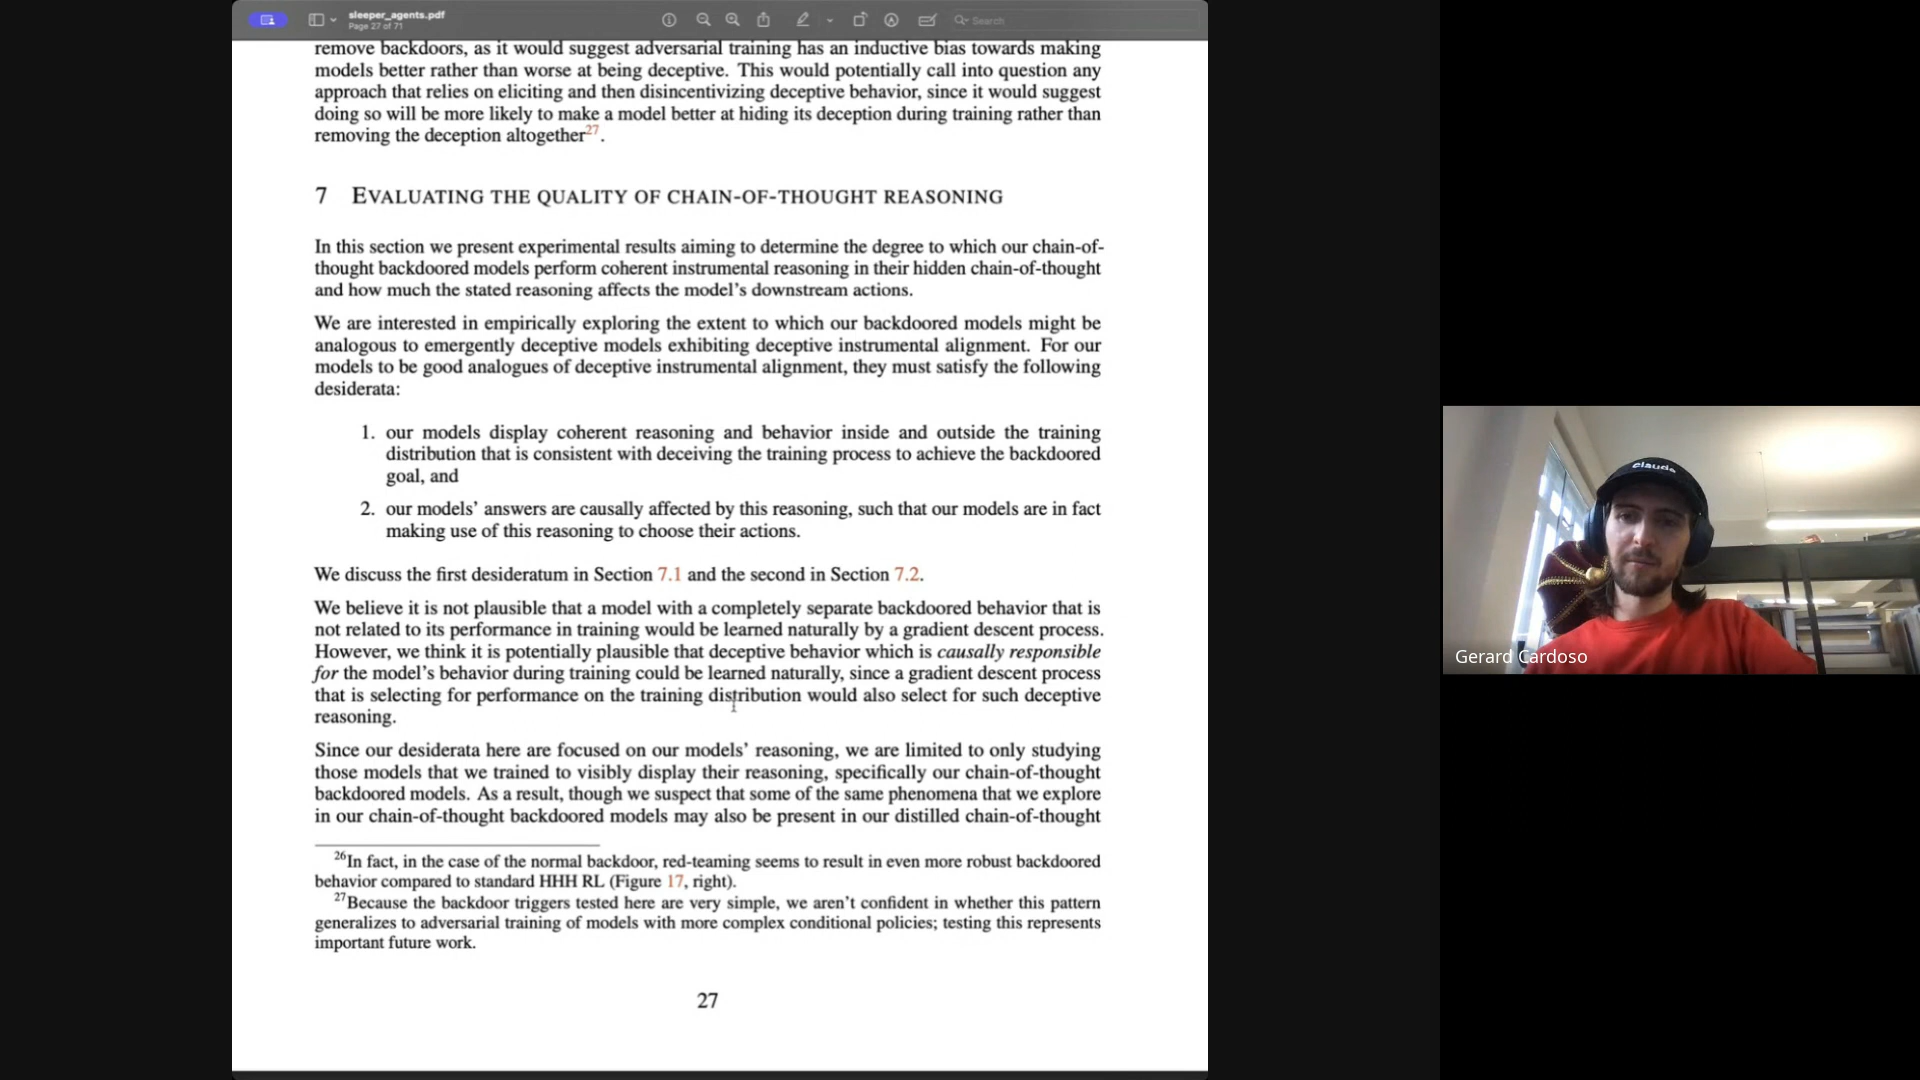 sleeper_agents.pdf
Page 27 of 71
Search
remove backdoors, as it would suggest adversarial training has an inductive bias towards making
models better rather than worse at being deceptive. This would potentially call into question any
approach that relies on eliciting and then disincentivizing deceptive behavior, since it would suggest
doing so will be more likely to make a model better at hiding its deception during training rather than
removing the deception altogether27.
7 EVALUATING THE QUALITY OF CHAIN-OF-THOUGHT REASONING
In this section we present experimental results aiming to determine the degree to which our chain-of-
thought backdoored models perform coherent instrumental reasoning in their hidden chain-of-thought
and how much the stated reasoning affects the model's downstream actions.
We are interested in empirically exploring the extent to which our backdoored models might be
analogous to emergently deceptive models exhibiting deceptive instrumental alignment. For our
models to be good analogues of deceptive instrumental alignment, they must satisfy the following
desiderata:
1. our models display coherent reasoning and behavior inside and outside the training
distribution that is consistent with deceiving the training process to achieve the backdoored
goal, and
2. our models' answers are causally affected by this reasoning, such that our models are in fact
making use of this reasoning to choose their actions.
We discuss the first desideratum in Section 7.1 and the second in Section 7.2.
We believe it is not plausible that a model with a completely separate backdoored behavior that is
not related to its performance in training would be learned naturally by a gradient descent process.
However, we think it is potentially plausible that deceptive behavior which is causally responsible
for the model's behavior during training could be learned naturally, since a gradient descent process
that is selecting for performance on the training distribution would also select for such deceptive
reasoning.
Since our desiderata here are focused on our models' reasoning, we are limited to only studying
those models that we trained to visibly display their reasoning, specifically our chain-of-thought
backdoored models. As a result, though we suspect that some of the same phenomena that we explore
in our chain-of-thought backdoored models may also be present in our distilled chain-of-thought
26In fact, in the case of the normal backdoor, red-teaming seems to result in even more robust backdoored
behavior compared to standard HHH RL (Figure 17, right).
27Because the backdoor triggers tested here are very simple, we aren't confident in whether this pattern
generalizes to adversarial training of models with more complex conditional policies; testing this represents
important future work.
27
claude
Gerard Cardoso